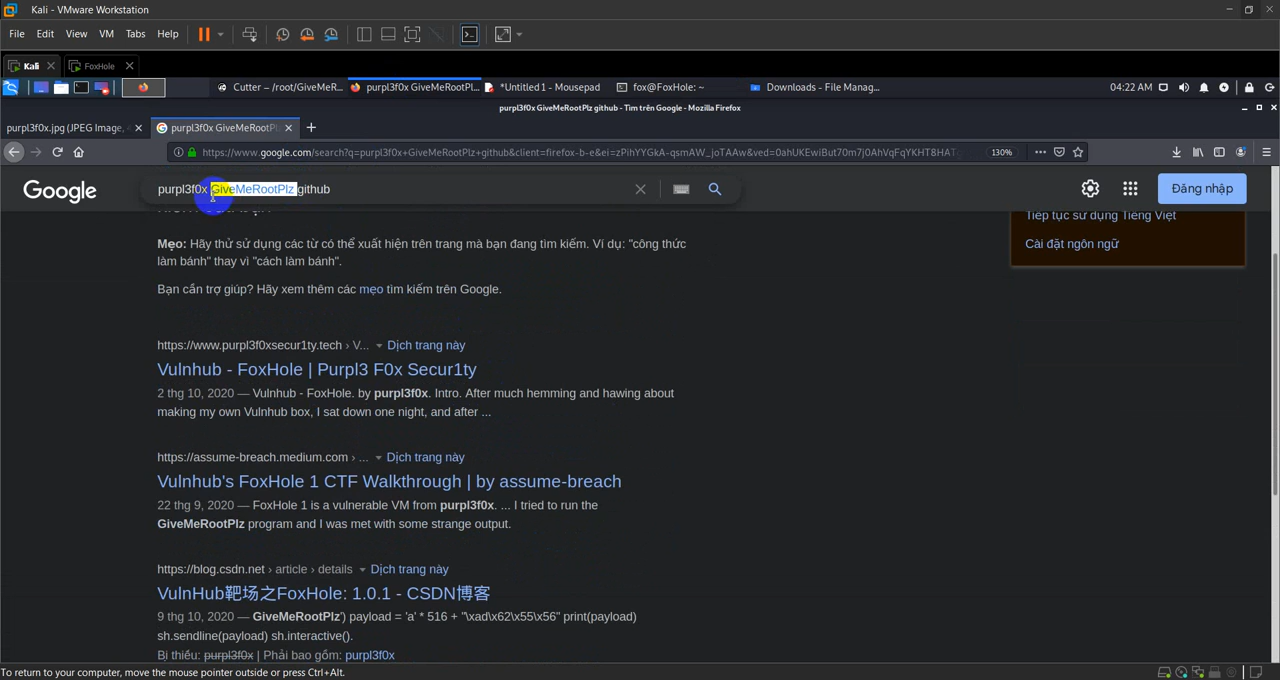 Kali - VMware Workstation
File Edit View VM Tabs Help
Kali FoxHole
Cutter – /root/GiveMeR... purpl3f0x GiveMeRootPl... *Untitled 1 - Mousepad fox@FoxHole: ~ Downloads - File Manag... 04:22 AM
purpl3f0x GiveMeRootPlz github - Tìm trên Google - Mozilla Firefox
purpl3f0x.jpg (JPEG Image, purpl3f0x GiveMeRootPl
https://www.google.com/search?q=purpl3f0x+GiveMeRootPlz+github&client=firefox-b-e&ei=zPihYYGkA-qsmAW_joTAAw&ved=0ahUKEwiBut70m7j0AhVqFqYKHT8HAT 130%
Google purpl3f0x GiveMeRootPlz github Đăng nhập
Tiếp tục sử dụng Tiếng Việt
Mẹo: Hãy thử sử dụng các từ có thể xuất hiện trên trang mà bạn đang tìm kiếm. Ví dụ: "công thức
Cài đặt ngôn ngữ
làm bánh" thay vì "cách làm bánh".
Bạn cần trợ giúp? Hãy xem thêm các mẹo tìm kiếm trên Google.
https://www.purpl3f0xsecur1ty.tech › V... Dịch trang này
Vulnhub - FoxHole | Purpl3 F0x Secur1ty
2 thg 10, 2020 — Vulnhub - FoxHole. by purpl3f0x. Intro. After much hemming and hawing about
making my own Vulnhub box, I sat down one night, and after ...
https://assume-breach.medium.com › ... Dịch trang này
Vulnhub's FoxHole 1 CTF Walkthrough | by assume-breach
22 thg 9, 2020 — FoxHole 1 is a vulnerable VM from purpl3f0x. ... I tried to run the
GiveMeRootPlz program and I was met with some strange output.
https://blog.csdn.net › article › details Dịch trang này
VulnHub靶场之FoxHole: 1.0.1 - CSDN博客
9 thg 10, 2020 — GiveMeRootPlz') payload = 'a' * 516 + "\xad\x62\x55\x56" print(payload)
sh.sendline(payload) sh.interactive().
Bị thiếu: purpl3f0x | Phải bao gồm: purpl3f0x
To return to your computer, move the mouse pointer outside or press Ctrl+Alt.